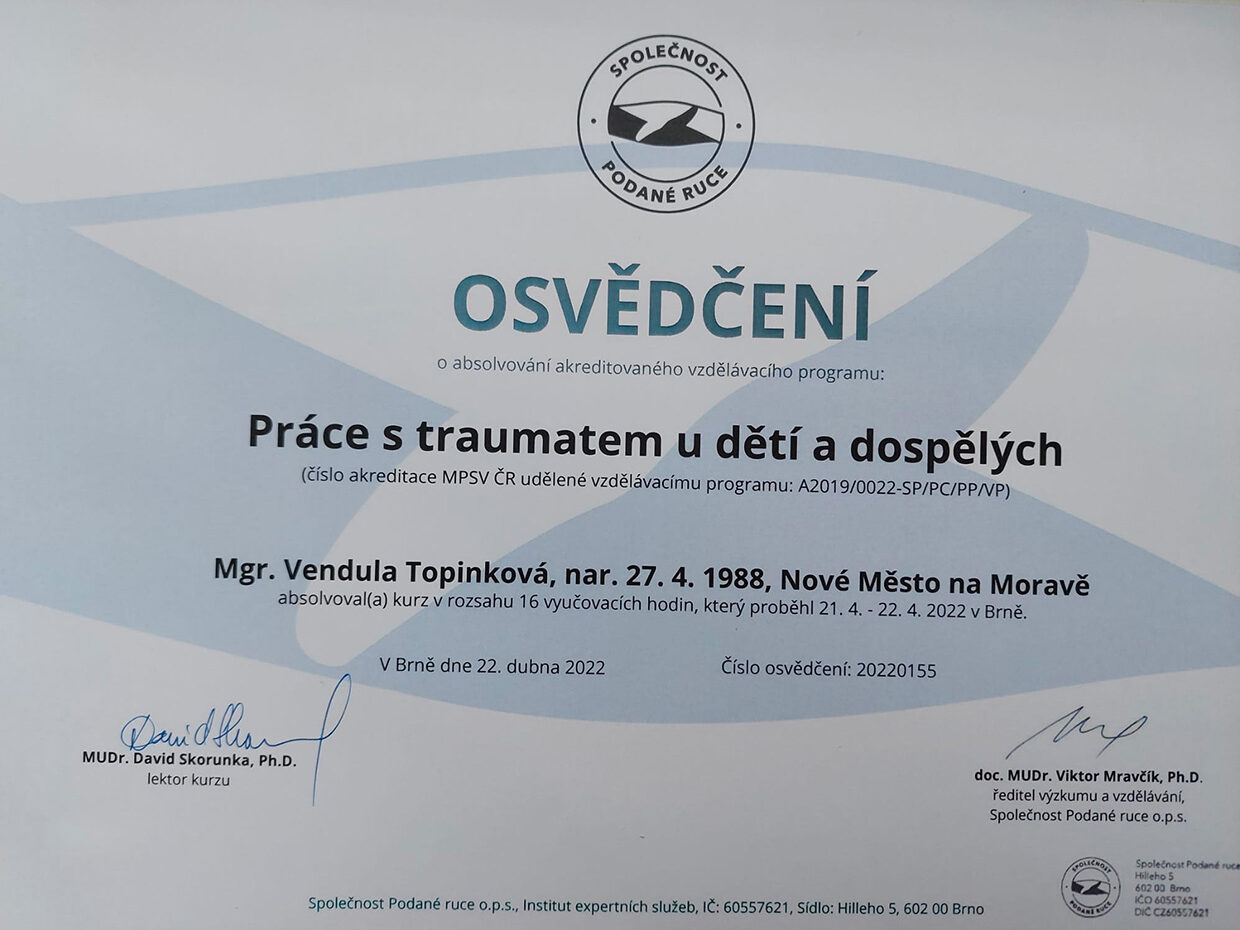 SPOLEČNOST
PODANÉ RUCE
OSVĚDČENÍ
o absolvování akreditovaného vzdělávacího programu:
Práce s traumatem u dětí a dospělých
(číslo akreditace MPSV ČR udělené vzdělávacímu programu: A2019/0022-SP/PC/PP/VP)
Mgr. Vendula Topinková, nar. 27. 4. 1988, Nové Město na Moravě
absolvoval(a) kurz v rozsahu 16 vyučovacích hodin, který proběhl 21. 4. - 22. 4. 2022 v Brně.
V Brně dne 22. dubna 2022 Číslo osvědčení: 20220155
MUDr. David Skorunka, Ph.D.
lektor kurzu
doc. MUDr. Viktor Mravčík, Ph.D.
ředitel výzkumu a vzdělávání,
Společnost Podané ruce o.p.s.
SPOLEČNOST
PODANÉ RUCE
Společnost Podané ruce
Hilleho 5
602 00 Brno
IČO 60557621
DIČ CZ60557621
Společnost Podané ruce o.p.s., Institut expertních služeb, IČ: 60557621, Sídlo: Hilleho 5, 602 00 Brno